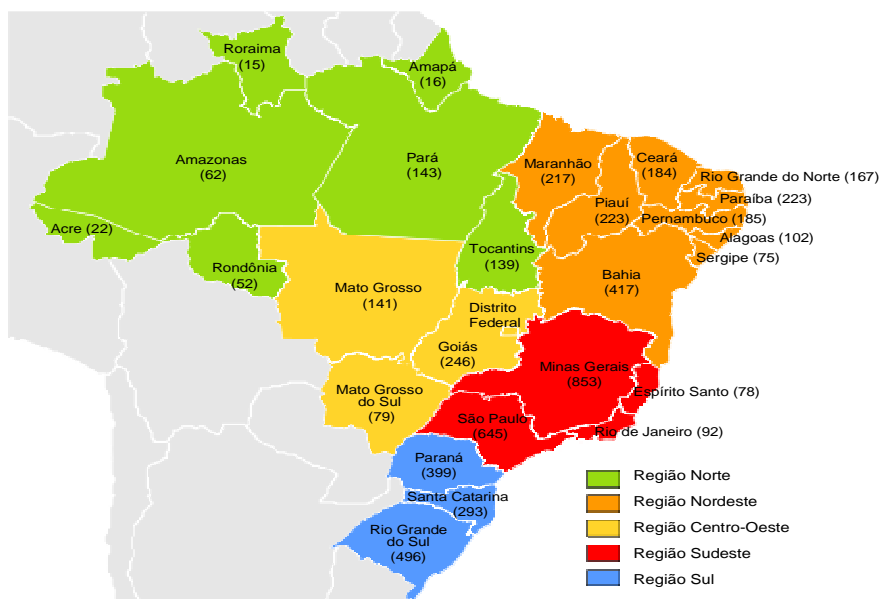 Roraima
(15)
Amapá
(16)
Amazonas
(62)
Pará
(143)
Maranhão
(217)
Ceará
(184)
Rio Grande do Norte (167)
Paraíba (223)
Piauí
(223)
Pernambuco (185)
Alagoas (102)
Sergipe (75)
Acre (22)
Rondônia
(52)
Tocantins
(139)
Bahia
(417)
Mato Grosso
(141)
Distrito
Federal
Goiás
(246)
Minas Gerais
(853)
Espírito Santo (78)
Mato Grosso
do Sul
(79)
São Paulo
(645)
Rio de Janeiro (92)
Paraná
(399)
Santa Catarina
(293)
Rio Grande
do Sul
(496)
Região Norte
Região Nordeste
Região Centro-Oeste
Região Sudeste
Região Sul